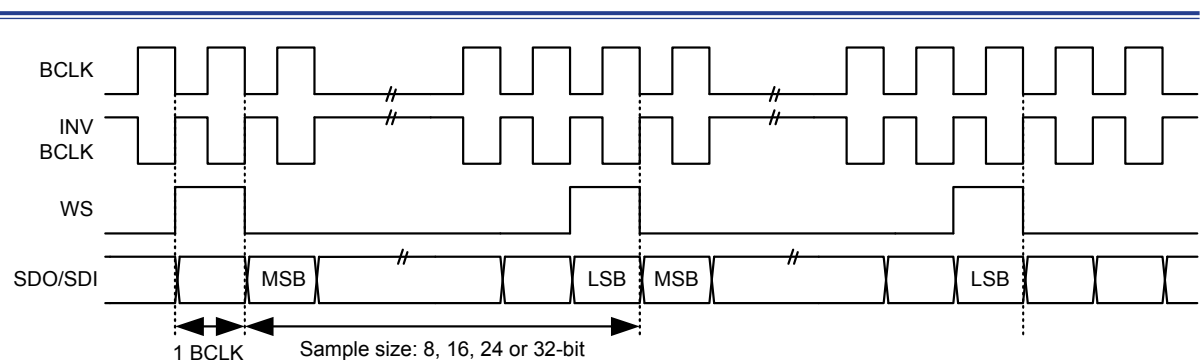 BCLK
INV
BCLK
WS
SDO/SDI
MSB
LSB
MSB
LSB
1 BCLK
Sample size: 8, 16, 24 or 32-bit